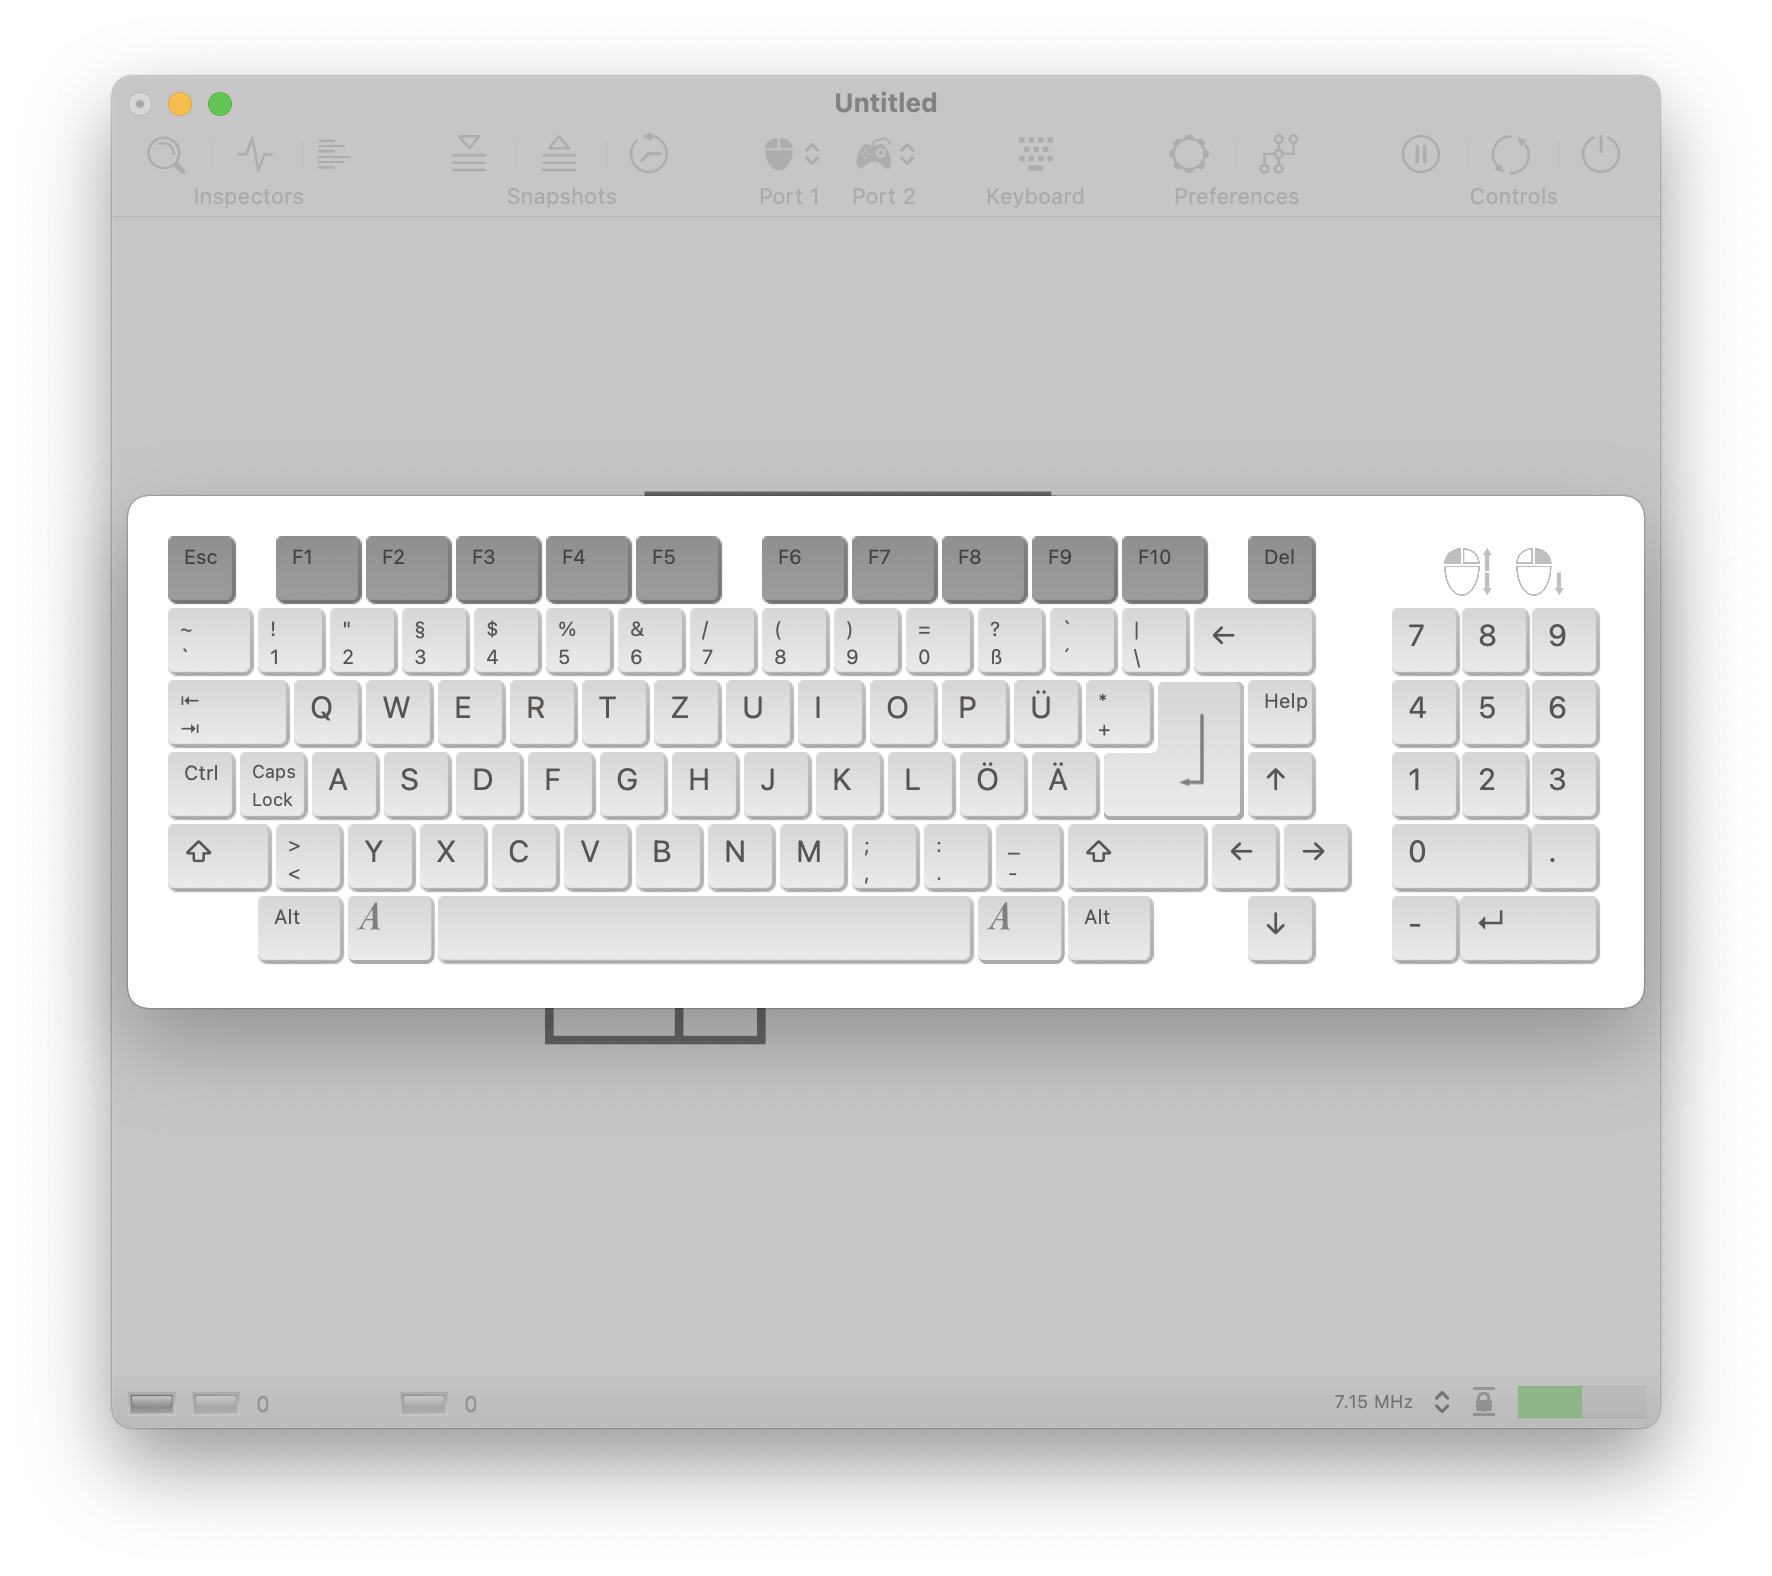 Untitled
Inspectors Snapshots Port 1 Port 2 Keyboard Preferences Controls
Esc F1 F2 F3 F4 F5 F6 F7 F8 F9 F10 Del
~ ! " § $ % & / ( ) = ? ` |
` 1 2 3 4 5 6 7 8 9 0 ß ´ \ ← 7 8 9
⇤ Q W E R T Z U I O P Ü * Help 4 5 6
⇥ +
Ctrl Caps A S D F G H J K L Ö Ä ↑ 1 2 3
Lock
⇧ > Y X C V B N M ; : _ ⇧ ← → 0 .
< , . -
Alt A A Alt ↓ - ↵
0 0 7.15 MHz